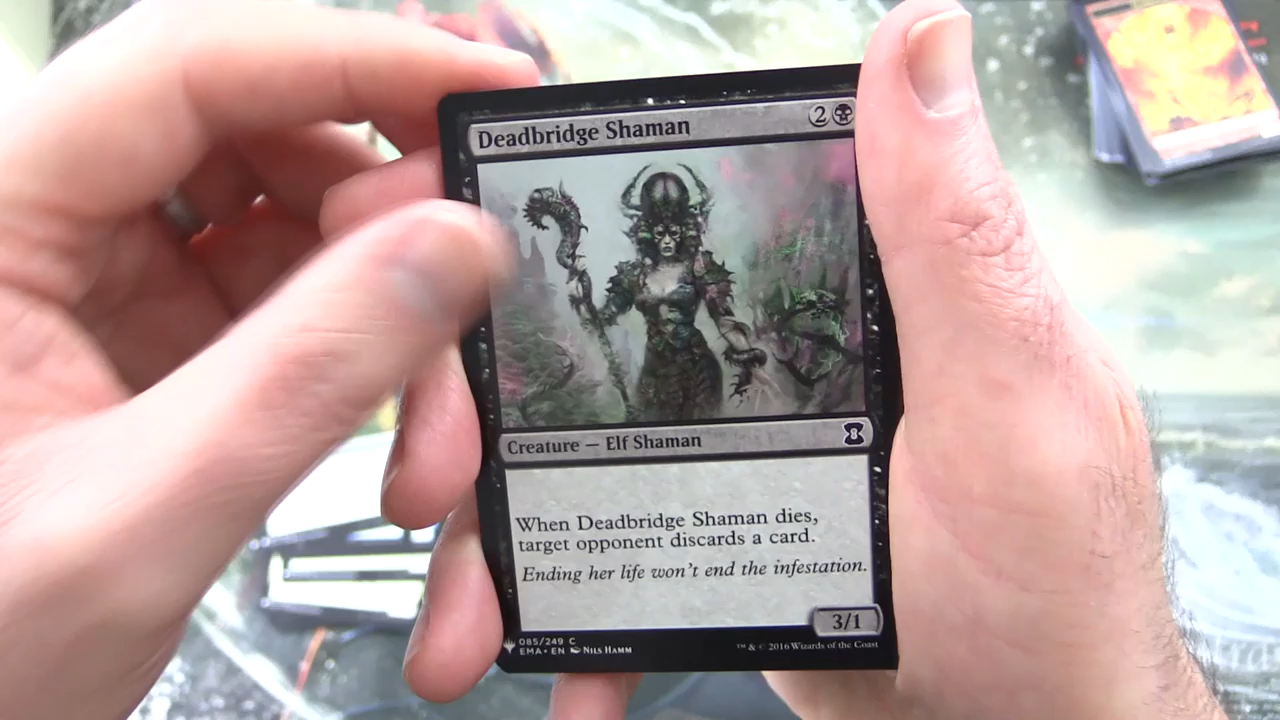 Deadbridge Shaman 2
Creature — Elf Shaman
When Deadbridge Shaman dies,
target opponent discards a card.
Ending her life won't end the infestation.
3/1
085/249 C
EMA • EN Nils Hamm
™ & © 2016 Wizards of the Coast